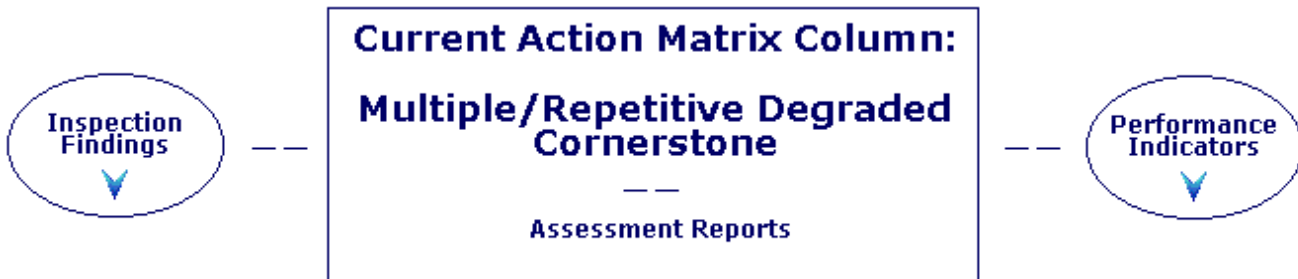 Current Action Matrix Column:
Multiple/Repetitive Degraded
Cornerstone
Assessment Reports
Inspection
Findings
Performance
Indicators